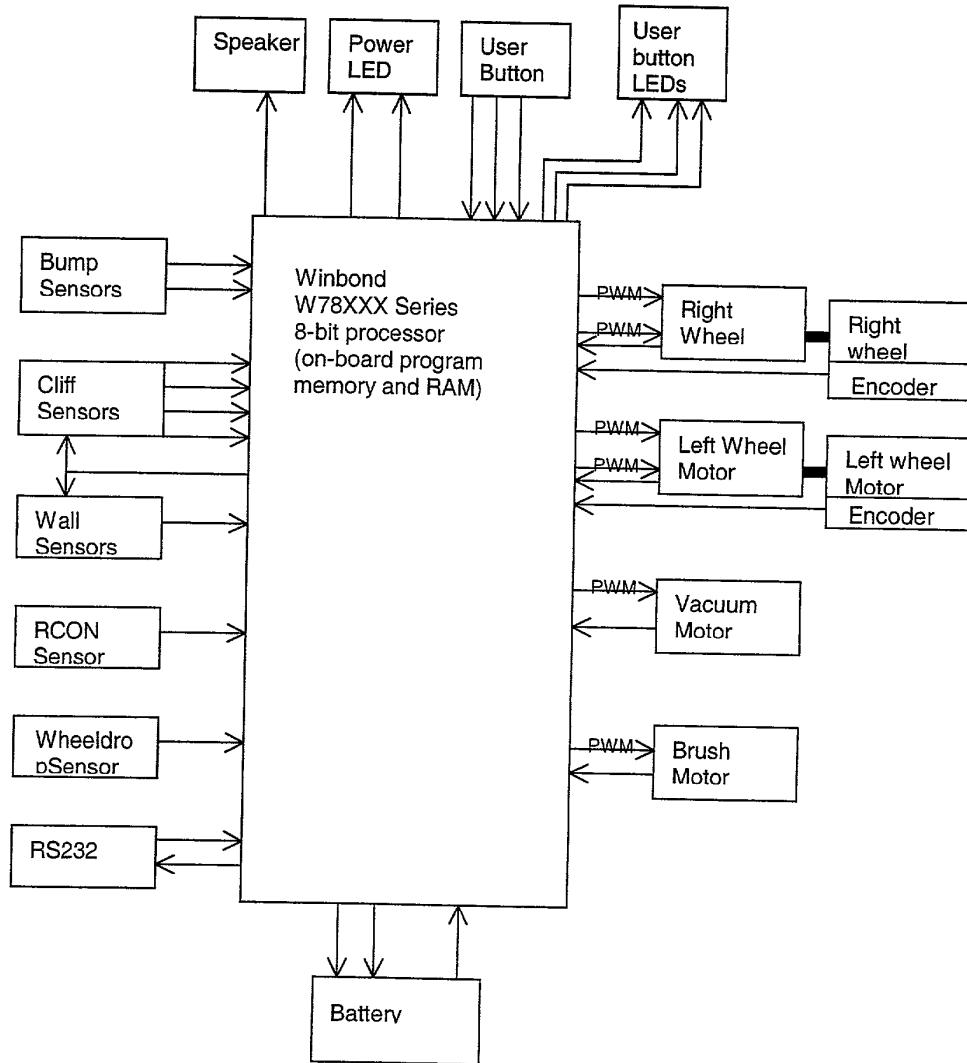 Speaker
Power
LED
User
Button
User
button
LEDs
Bump
Sensors
Cliff
Sensors
Wall
Sensors
RCON
Sensor
Wheeldro
pSensor
RS232
Winbond
W78XXX Series
8-bit processor
(on-board program
memory and RAM)
PWM
PWM
Right
Wheel
Right
wheel
Encoder
PWM
PWM
Left Wheel
Motor
Left wheel
Motor
Encoder
PWM
Vacuum
Motor
PWM
Brush
Motor
Battery